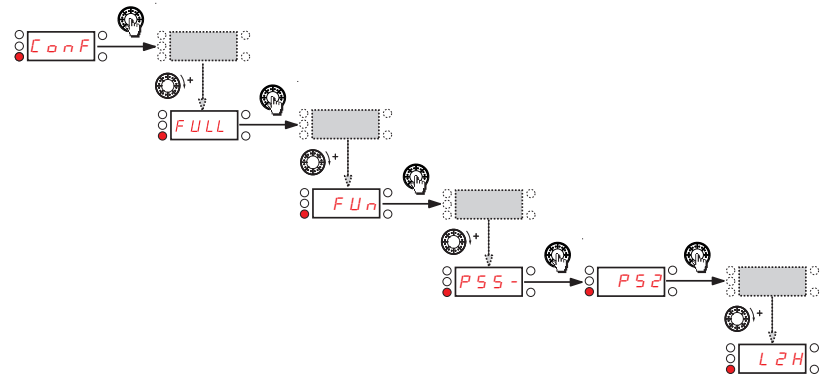 ConF
+
FULL
+
FUn
+
PSS-
PS2
+
L2H